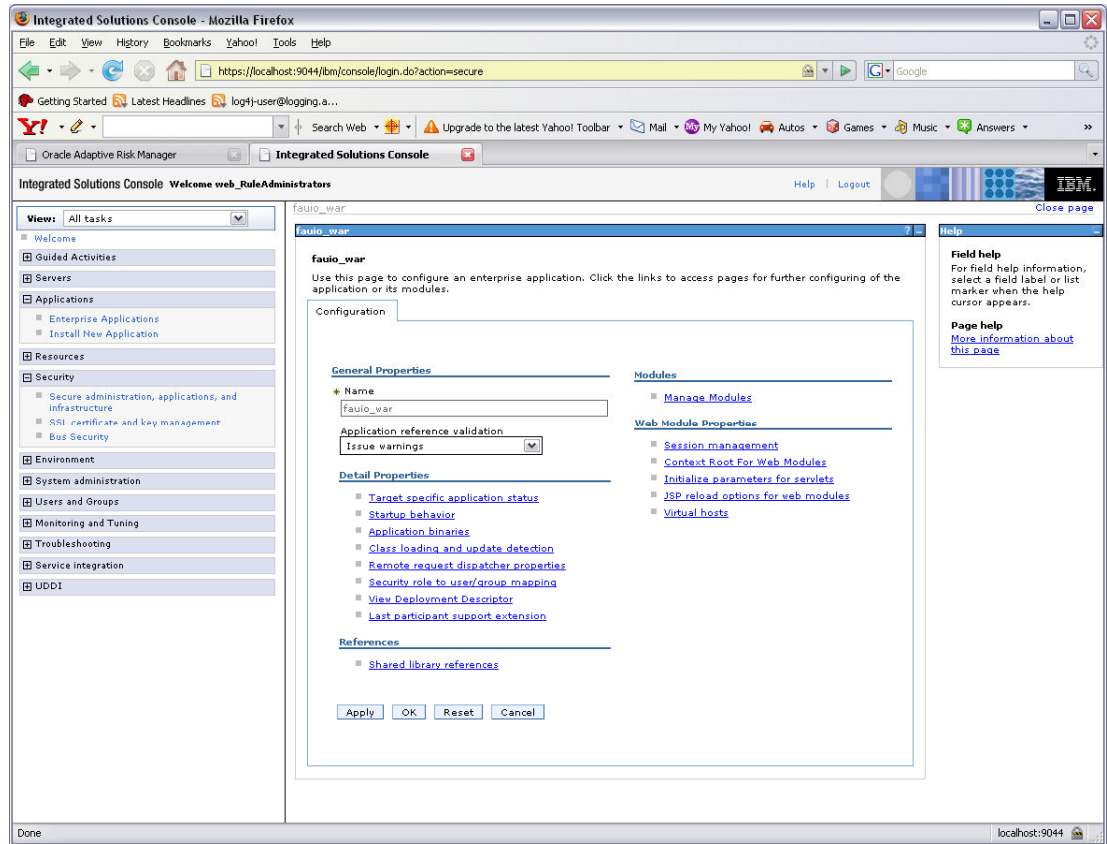 Integrated Solutions Console - Mozilla Firefox
File Edit View History Bookmarks Yahoo! Tools Help
https://localhost:9044/ibm/console/login.do?action=secure
G Google
Getting Started Latest Headlines log4j-user@logging.a...
Y! Search Web Upgrade to the latest Yahoo! Toolbar Mail My My Yahoo! Autos Games Music Answers »
Oracle Adaptive Risk Manager Integrated Solutions Console
Integrated Solutions Console Welcome web_RuleAdministrators Help | Logout IBM.
View: All tasks
Welcome
Guided Activities
Servers
Applications
Enterprise Applications
Install New Application
Resources
Security
Secure administration, applications, and
infrastructure
SSL certificate and key management
Bus Security
Environment
System administration
Users and Groups
Monitoring and Tuning
Troubleshooting
Service integration
UDDI
fauio_war Close page
fauio_war ? -
fauio_war
Use this page to configure an enterprise application. Click the links to access pages for further configuring of the
application or its modules.
Configuration
General Properties
* Name
fauio_war
Application reference validation
Issue warnings
Detail Properties
Target specific application status
Startup behavior
Application binaries
Class loading and update detection
Remote request dispatcher properties
Security role to user/group mapping
View Deployment Descriptor
Last participant support extension
References
Shared library references
Apply OK Reset Cancel
Modules
Manage Modules
Web Module Properties
Session management
Context Root For Web Modules
Initialize parameters for servlets
JSP reload options for web modules
Virtual hosts
Help -
Field help
For field help information,
select a field label or list
marker when the help
cursor appears.
Page help
More information about
this page
Done localhost:9044